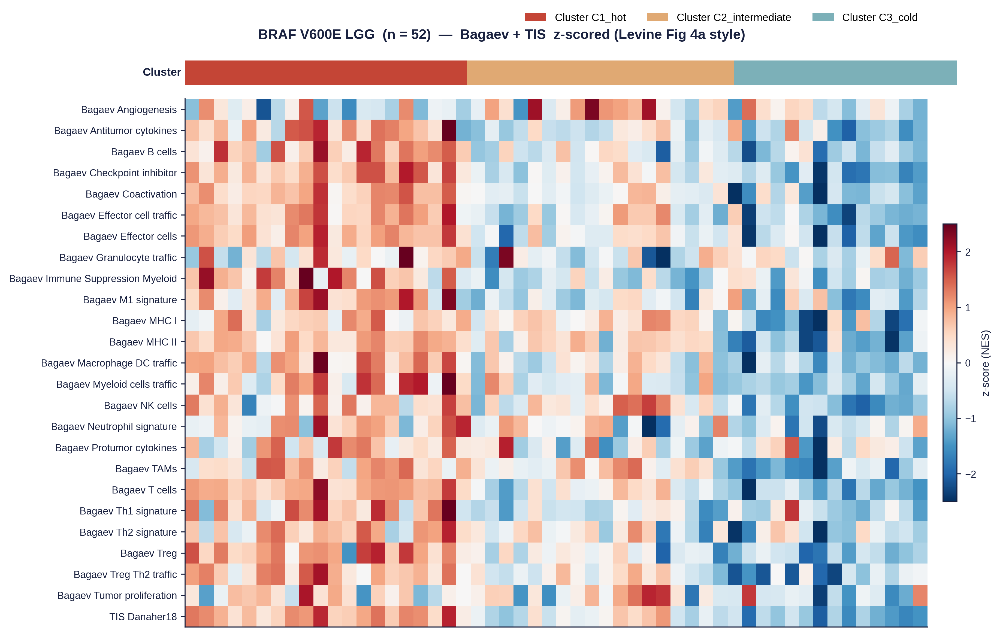 Cluster C1_hot
Cluster C2_intermediate
Cluster C3_cold
BRAF V600E LGG (n = 52) — Bagaev + TIS z-scored (Levine Fig 4a style)
Cluster
Bagaev Angiogenesis
Bagaev Antitumor cytokines
Bagaev B cells
Bagaev Checkpoint inhibitor
Bagaev Coactivation
Bagaev Effector cell traffic
Bagaev Effector cells
Bagaev Granulocyte traffic
Bagaev Immune Suppression Myeloid
Bagaev M1 signature
Bagaev MHC I
Bagaev MHC II
Bagaev Macrophage DC traffic
Bagaev Myeloid cells traffic
Bagaev NK cells
Bagaev Neutrophil signature
Bagaev Protumor cytokines
Bagaev TAMs
Bagaev T cells
Bagaev Th1 signature
Bagaev Th2 signature
Bagaev Treg
Bagaev Treg Th2 traffic
Bagaev Tumor proliferation
TIS Danaher18
2
1
0
−1
−2
z-score (NES)